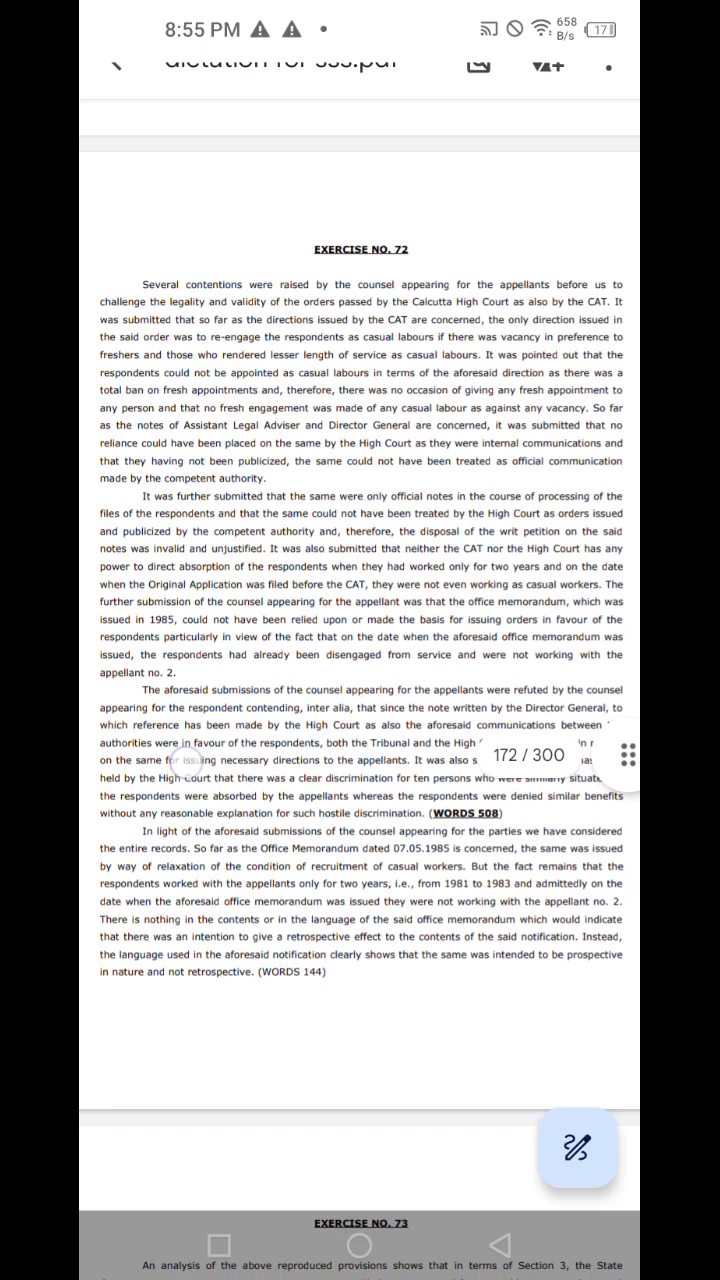 8:55 PM
658
B/s
17
dictation for sss.pdf
EXERCISE NO. 72
Several contentions were raised by the counsel appearing for the appellants before us to
challenge the legality and validity of the orders passed by the Calcutta High Court as also by the CAT. It
was submitted that so far as the directions issued by the CAT are concerned, the only direction issued in
the said order was to re-engage the respondents as casual labours if there was vacancy in preference to
freshers and those who rendered lesser length of service as casual labours. It was pointed out that the
respondents could not be appointed as casual labours in terms of the aforesaid direction as there was a
total ban on fresh appointments and, therefore, there was no occasion of giving any fresh appointment to
any person and that no fresh engagement was made of any casual labour as against any vacancy. So far
as the notes of Assistant Legal Adviser and Director General are concerned, it was submitted that no
reliance could have been placed on the same by the High Court as they were internal communications and
that they having not been publicized, the same could not have been treated as official communication
made by the competent authority.
It was further submitted that the same were only official notes in the course of processing of the
files of the respondents and that the same could not have been treated by the High Court as orders issued
and publicized by the competent authority and, therefore, the disposal of the writ petition on the said
notes was invalid and unjustified. It was also submitted that neither the CAT nor the High Court has any
power to direct absorption of the respondents when they had worked only for two years and on the date
when the Original Application was filed before the CAT, they were not even working as casual workers. The
further submission of the counsel appearing for the appellant was that the office memorandum, which was
issued in 1985, could not have been relied upon or made the basis for issuing orders in favour of the
respondents particularly in view of the fact that on the date when the aforesaid office memorandum was
issued, the respondents had already been disengaged from service and were not working with the
appellant no. 2.
The aforesaid submissions of the counsel appearing for the appellants were refuted by the counsel
appearing for the respondent contending, inter alia, that since the note written by the Director General, to
which reference has been made by the High Court as also the aforesaid communications between
authorities were in favour of the respondents, both the Tribunal and the High
on the same for issuing necessary directions to the appellants. It was also
172 / 300
held by the High Court that there was a clear discrimination for ten persons who were similarly
the respondents were absorbed by the appellants whereas the respondents were denied similar benefits
without any reasonable explanation for such hostile discrimination. (WORDS 508)
In light of the aforesaid submissions of the counsel appearing for the parties we have considered
the entire records. So far as the Office Memorandum dated 07.05.1985 is concerned, the same was issued
by way of relaxation of the condition of recruitment of casual workers. But the fact remains that the
respondents worked with the appellants only for two years, i.e., from 1981 to 1983 and admittedly on the
date when the aforesaid office memorandum was issued they were not working with the appellant no. 2.
There is nothing in the contents or in the language of the said office memorandum which would indicate
that there was an intention to give a retrospective effect to the contents of the said notification. Instead,
the language used in the aforesaid notification clearly shows that the same was intended to be prospective
in nature and not retrospective. (WORDS 144)
EXERCISE NO. 73
An analysis of the above reproduced provisions shows that in terms of Section 3, the State